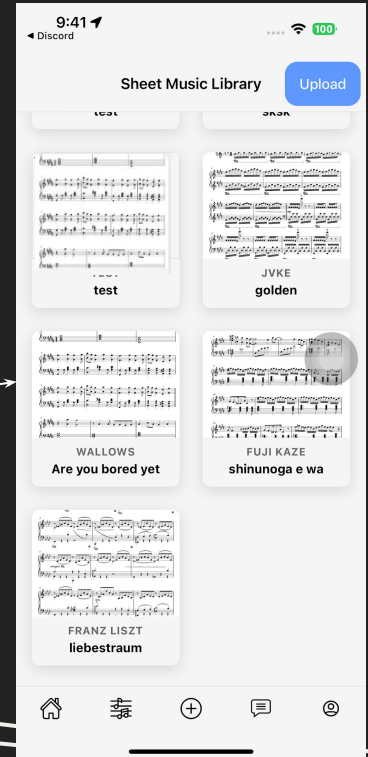 9:41
100
◀ Discord
Sheet Music Library
Upload
test
sksk
TEST
test
JVKE
golden
WALLOWS
Are you bored yet
FUJI KAZE
shinunoga e wa
FRANZ LISZT
liebestraum